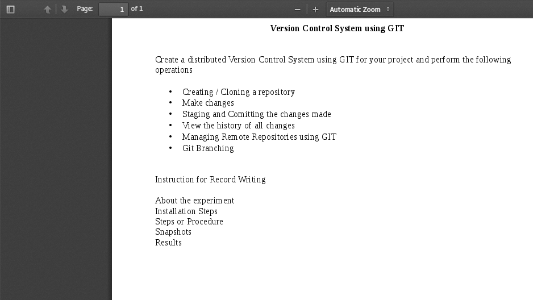 Page: 1 of 1
Automatic Zoom
Version Control System using GIT
Create a distributed Version Control System using GIT for your project and perform the following
operations
• Creating / Cloning a repository
• Make changes
• Staging and Comitting the changes made
• View the history of all changes
• Managing Remote Repositories using GIT
• Git Branching
Instruction for Record Writing
About the experiment
Installation Steps
Steps or Procedure
Snapshots
Results